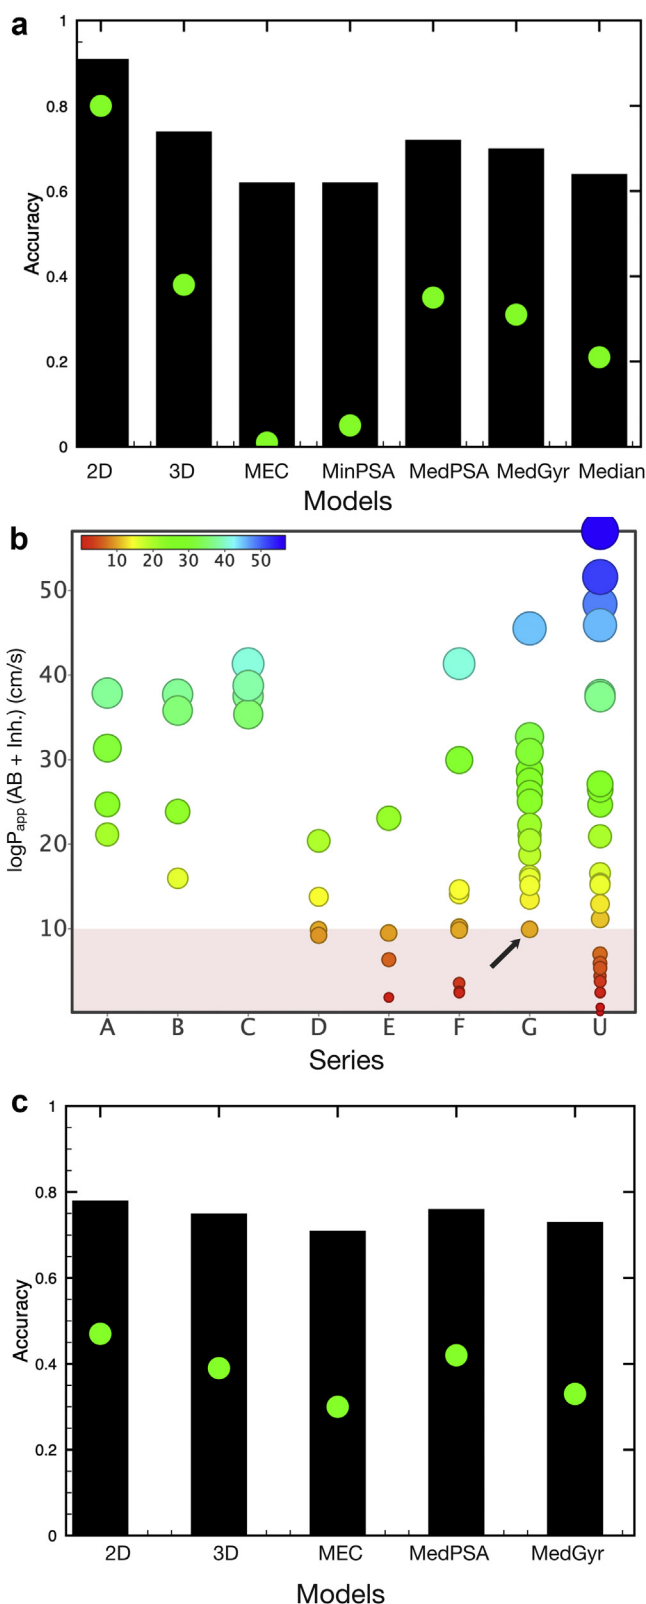 a
1
0.8
0.6
0.4
0.2
0
Accuracy
2D 3D MEC MinPSA MedPSA MedGyr Median
Models
b
10 20 30 40 50
50
40
30
20
10
logPapp (AB + Inh.) (cm/s)
A B C D E F G U
Series
c
1
0.8
0.6
0.4
0.2
0
Accuracy
2D 3D MEC MedPSA MedGyr
Models